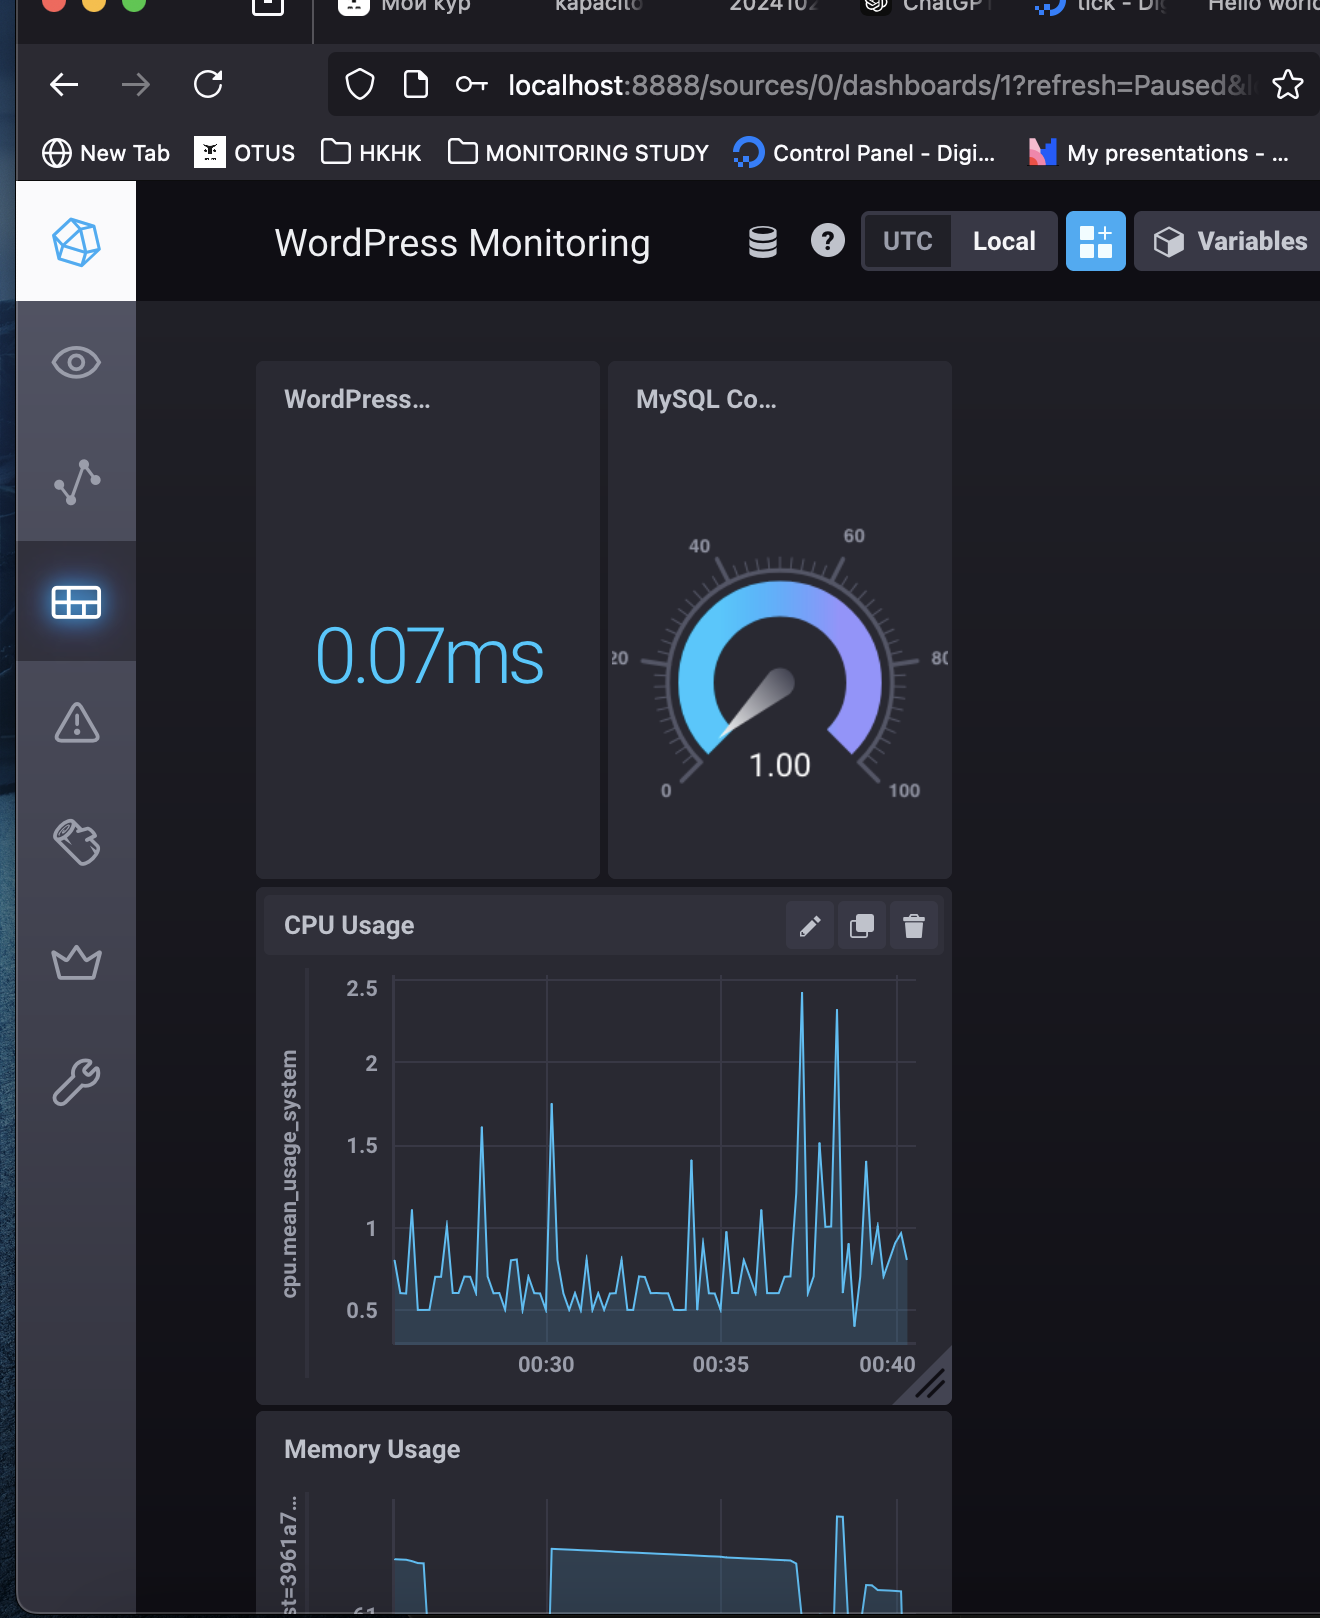 Мой кур
kapacito
2024102
ChatGPT
tick - Dig
Hello world
localhost:8888/sources/0/dashboards/1?refresh=Paused&l
New Tab
OTUS
HKHK
MONITORING STUDY
Control Panel - Digi...
My presentations - ...
WordPress Monitoring
?
UTC
Local
Variables
WordPress...
MySQL Co...
0.07ms
40
60
20
80
1.00
0
100
CPU Usage
cpu.mean_usage_system
2.5
2
1.5
1
0.5
00:30
00:35
00:40
Memory Usage
st=3961a7...
61